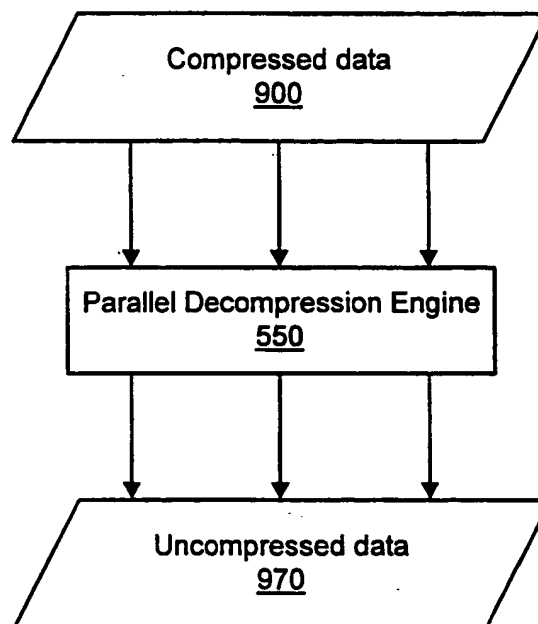 Compressed data
900
Parallel Decompression Engine
550
Uncompressed data
970